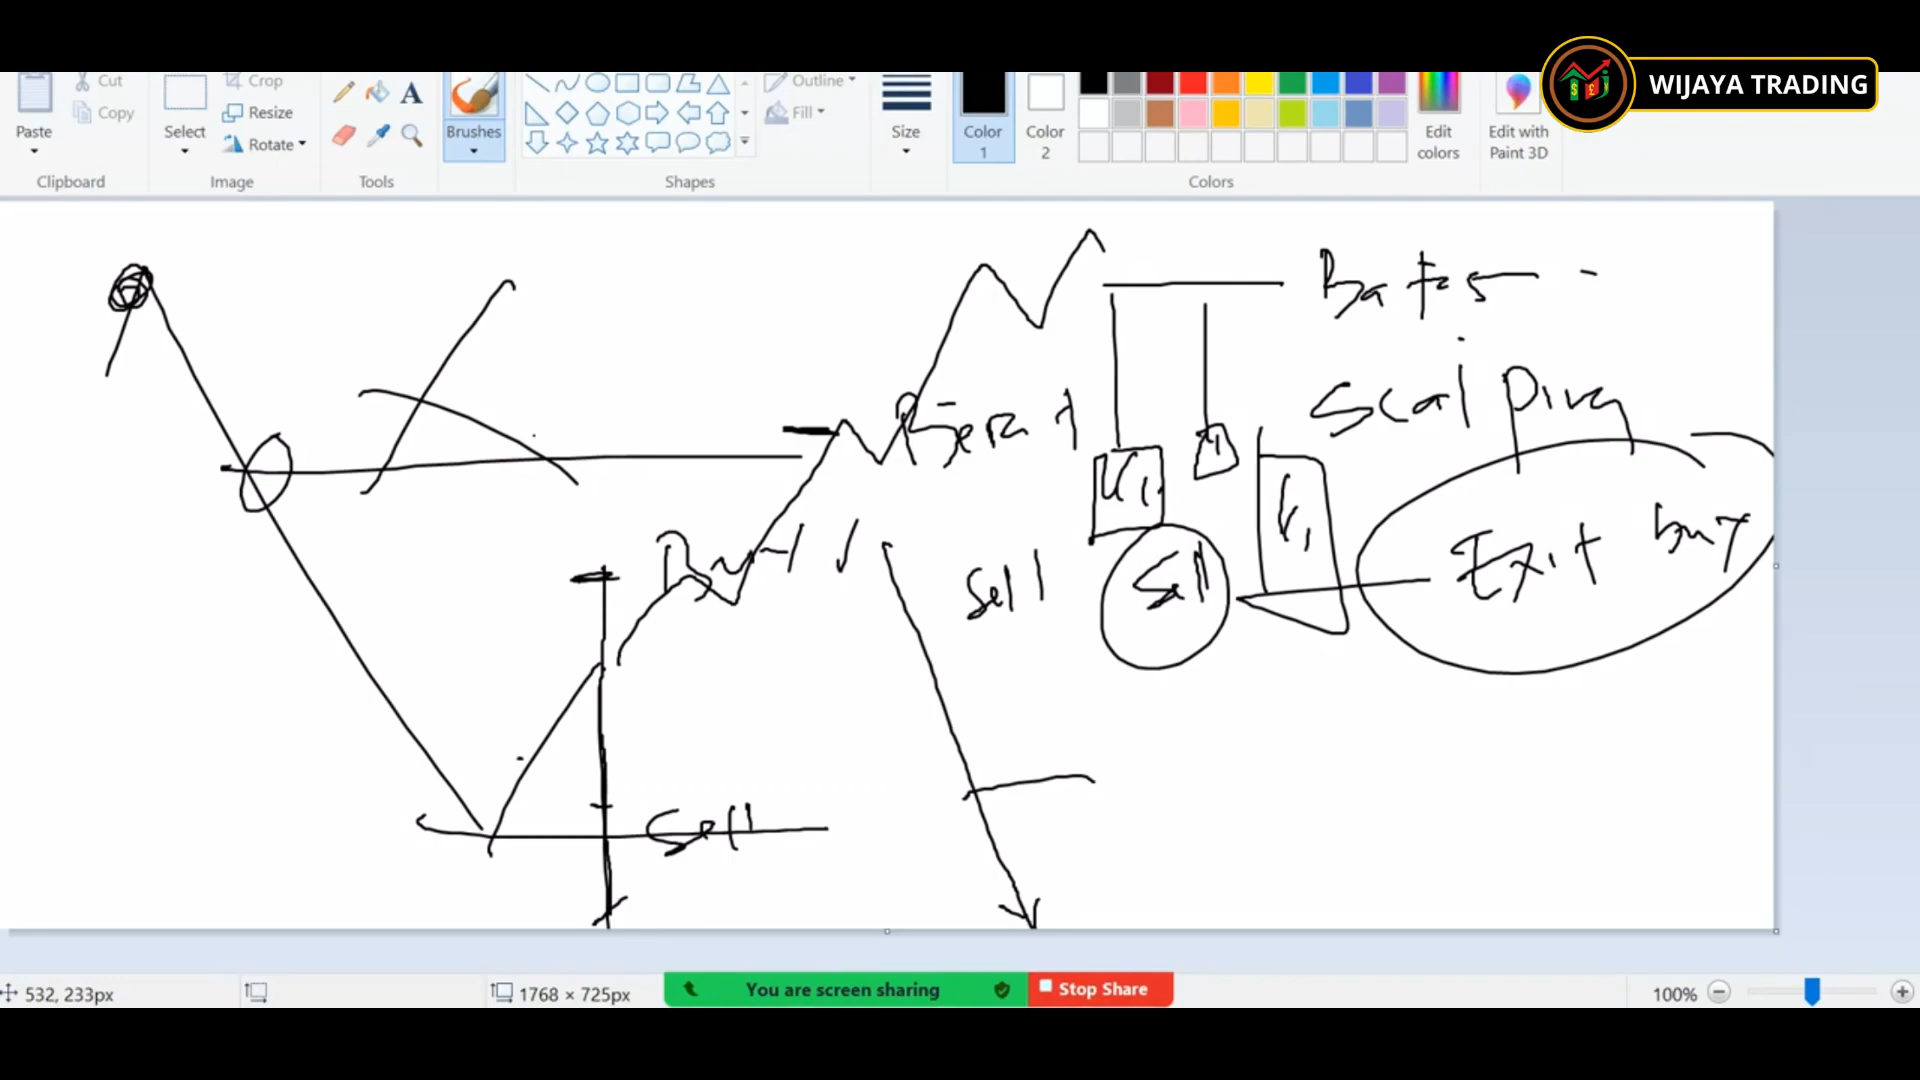 WIJAYA TRADING
Cut
Copy
Paste
Clipboard
Crop
Resize
Rotate
Select
Image
Tools
Brushes
Shapes
Outline
Fill
Size
Color
1
Color
2
Edit
colors
Edit with
Paint 3D
Colors
Scalping
Exit buy
Sell
Sell
Sell
532, 233px
1768 × 725px
You are screen sharing
Stop Share
100%